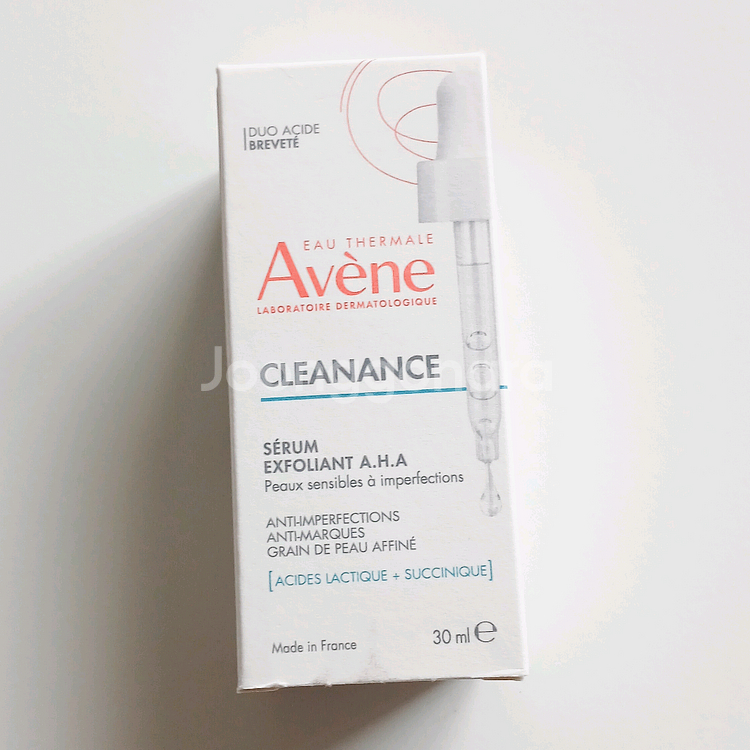 DUO ACIDE
BREVETÉ
EAU THERMALE
Avène
LABORATOIRE DERMATOLOGIQUE
Joonggonara
CLEANANCE
SÉRUM
EXFOLIANT A.H.A
Peaux sensibles à imperfections
ANTI-IMPERFECTIONS
ANTI-MARQUES
GRAIN DE PEAU AFFINÉ
[ACIDES LACTIQUE + SUCCINIQUE]
Made in France
30 ml ℮